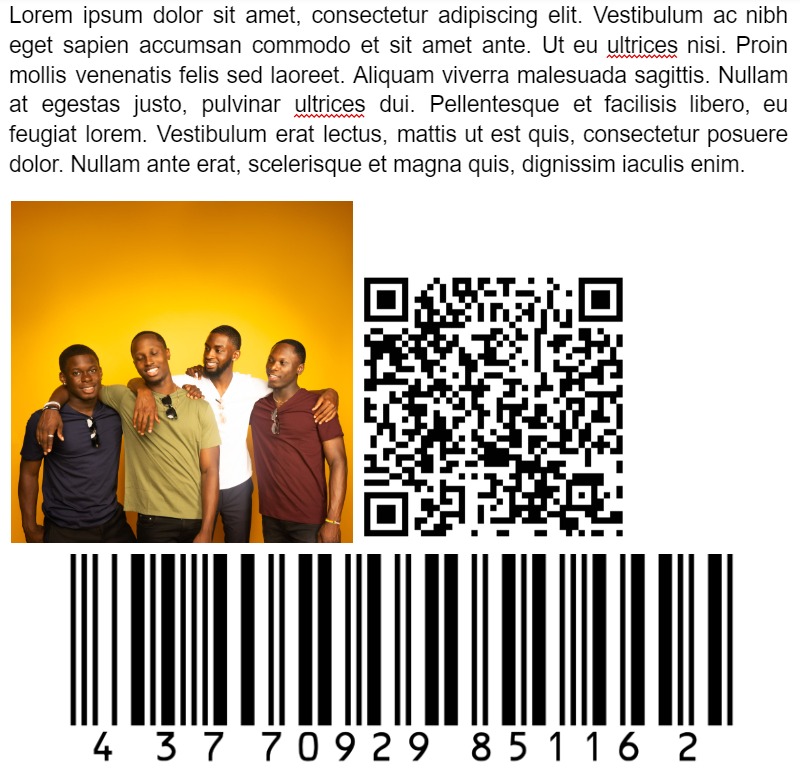 Lorem ipsum dolor sit amet, consectetur adipiscing elit. Vestibulum ac nibh
eget sapien accumsan commodo et sit amet ante. Ut eu ultrices nisi. Proin
mollis venenatis felis sed laoreet. Aliquam viverra malesuada sagittis. Nullam
at egestas justo, pulvinar ultrices dui. Pellentesque et facilisis libero, eu
feugiat lorem. Vestibulum erat lectus, mattis ut est quis, consectetur posuere
dolor. Nullam ante erat, scelerisque et magna quis, dignissim iaculis enim.
4 37 70929 85116 2